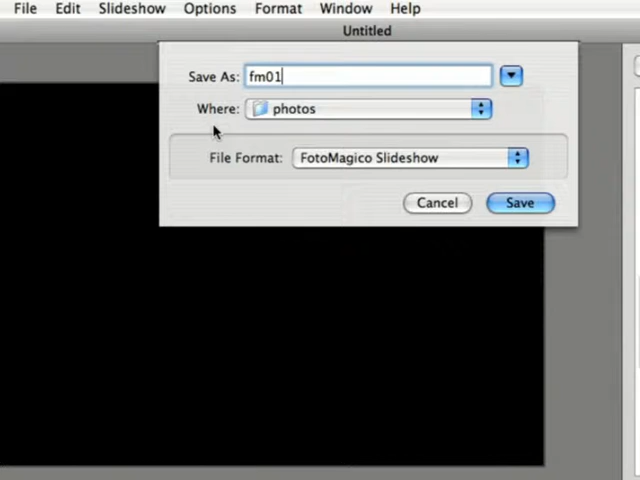 File Edit Slideshow Options Format Window Help
Untitled
Save As: fm01
Where: photos
File Format: FotoMagico Slideshow
Cancel Save